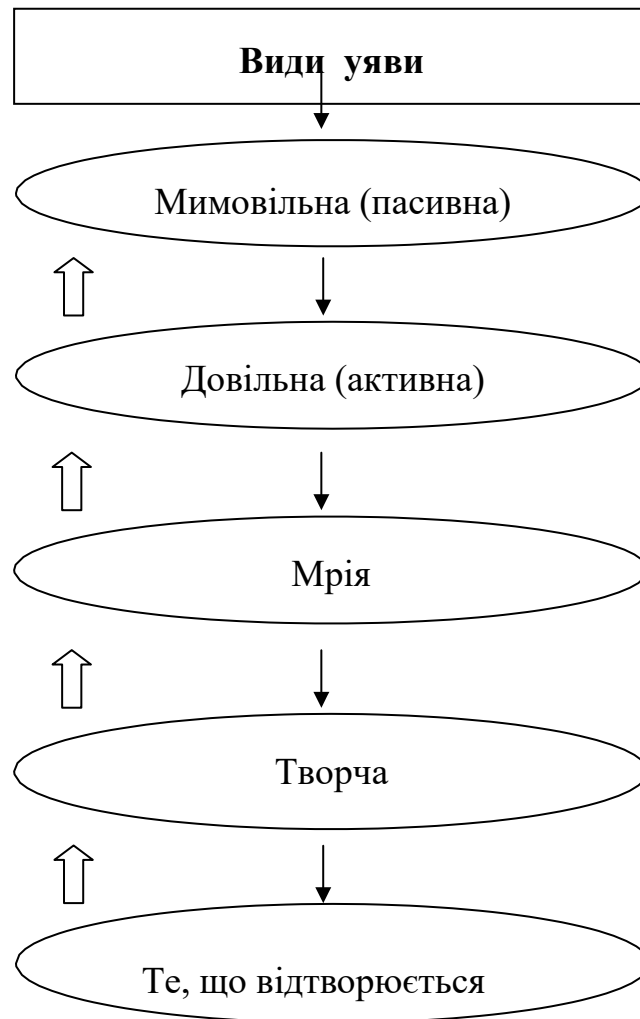 Види уяви
Мимовільна (пасивна)
Довільна (активна)
Мрія
Творча
Те, що відтворюється